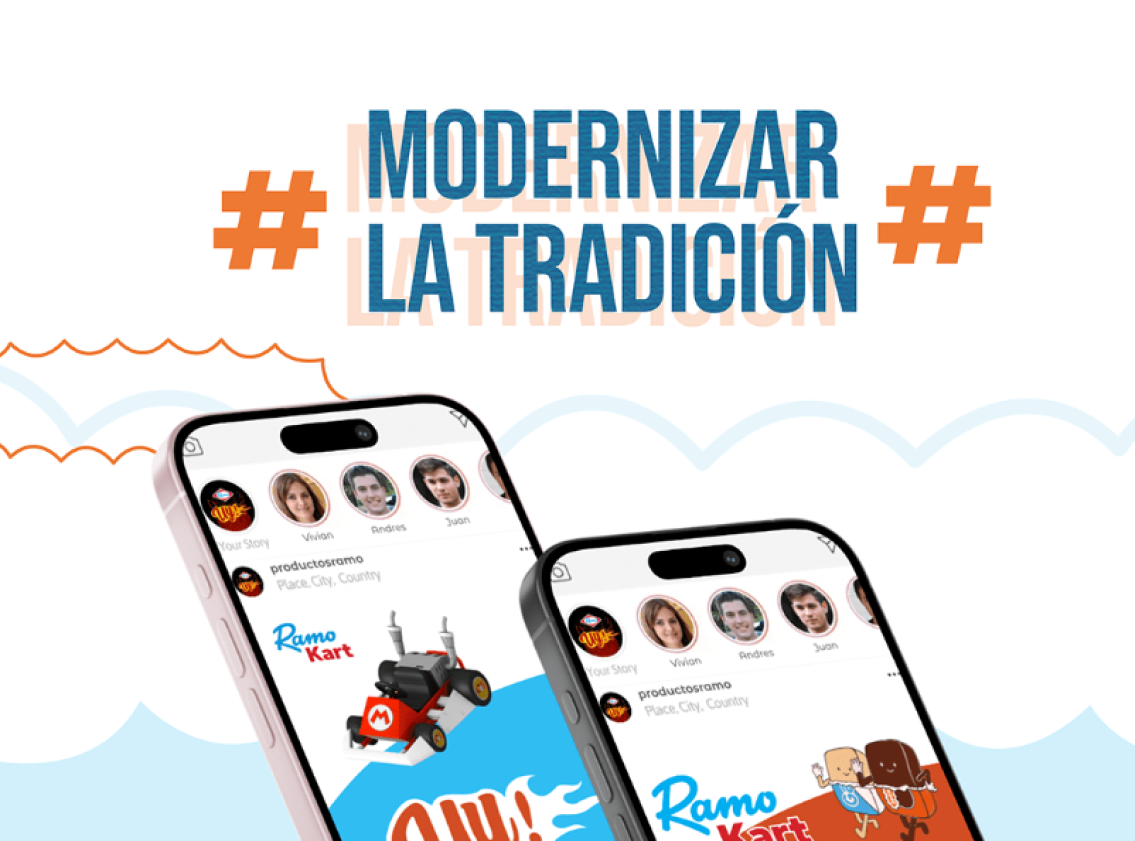 # MODERNIZAR #
LA TRADICIÓN
Your Story
Vivian
Andres
Juan
productosramo
Place, City, Country
Ramo
Kart
M
Your Story
Vivian
Andres
Juan
productosramo
Place, City, Country
Ramo
Kart